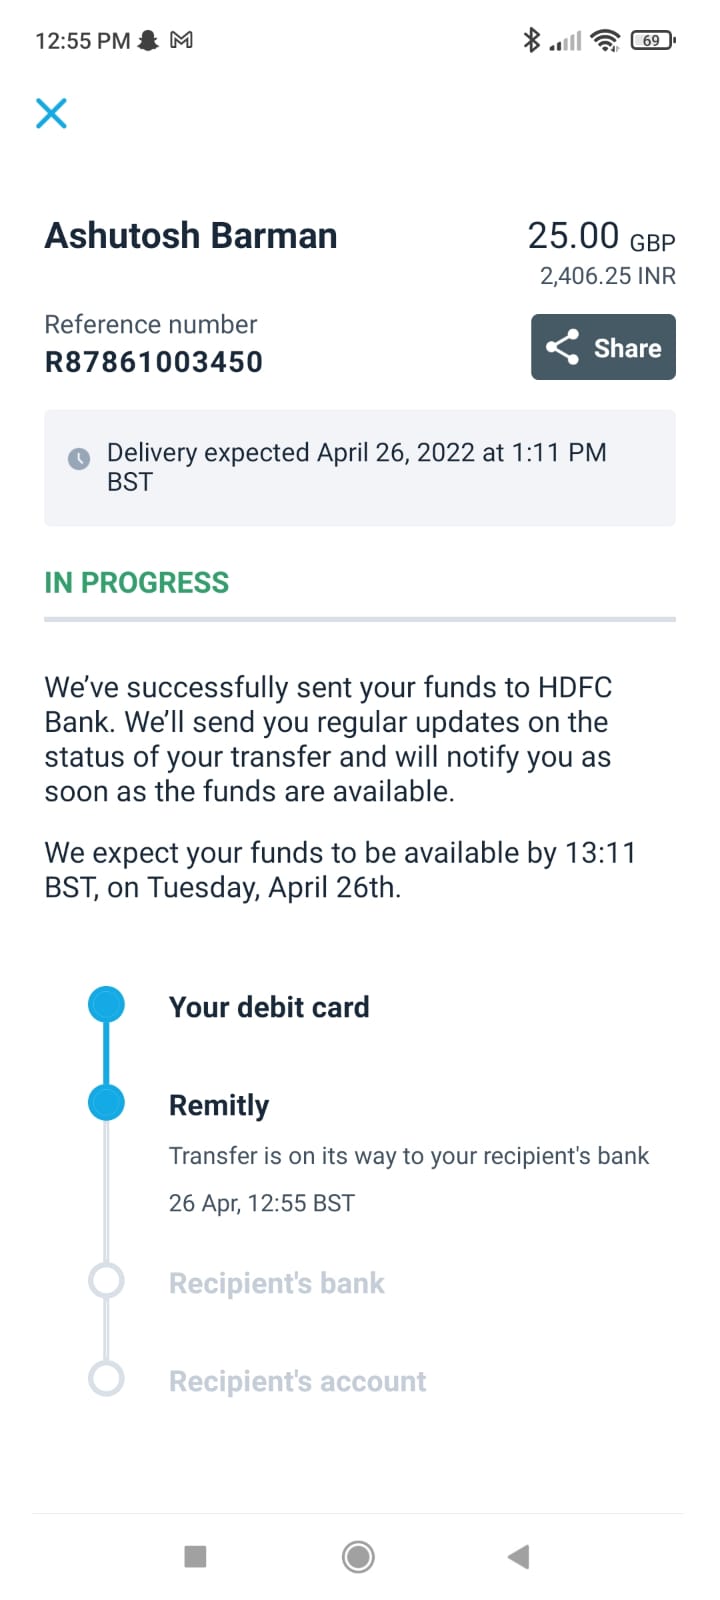 12:55 PM
69
Ashutosh Barman
25.00 GBP
2,406.25 INR
Reference number
R87861003450
Share
Delivery expected April 26, 2022 at 1:11 PM
BST
IN PROGRESS
We’ve successfully sent your funds to HDFC
Bank. We’ll send you regular updates on the
status of your transfer and will notify you as
soon as the funds are available.
We expect your funds to be available by 13:11
BST, on Tuesday, April 26th.
Your debit card
Remitly
Transfer is on its way to your recipient's bank
26 Apr, 12:55 BST
Recipient's bank
Recipient's account